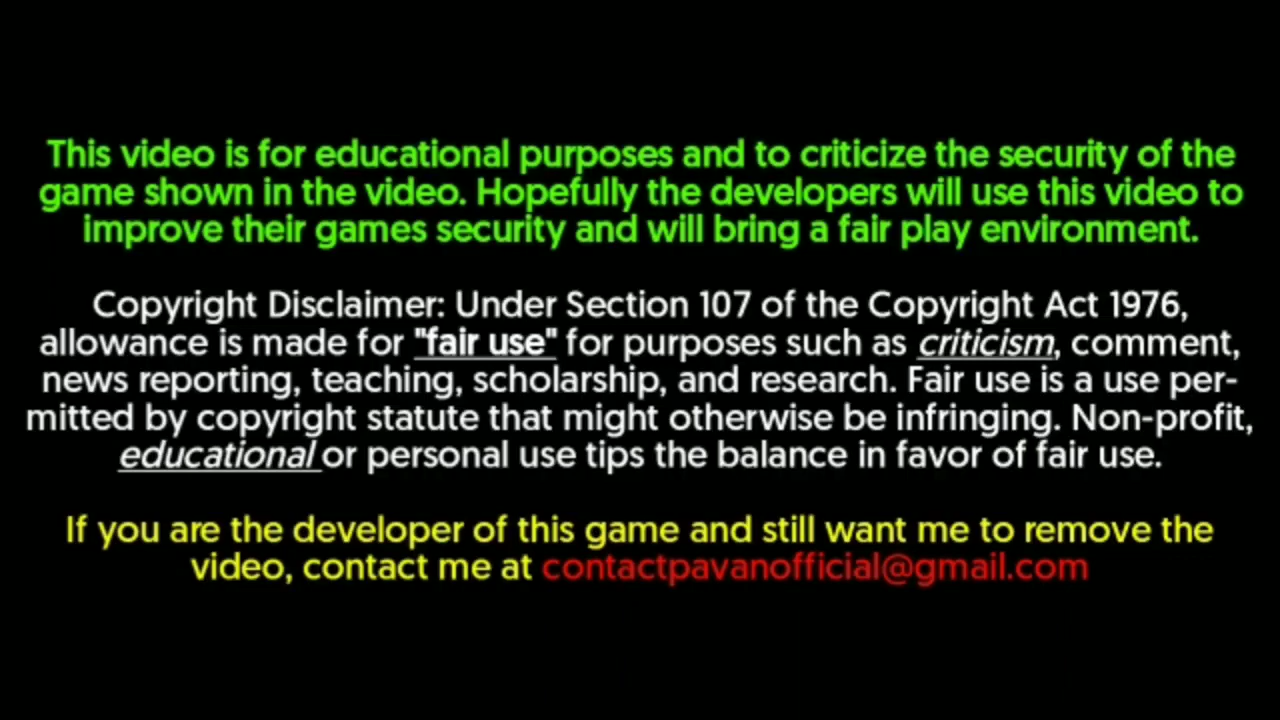 This video is for educational purposes and to criticize the security of the
game shown in the video. Hopefully the developers will use this video to
improve their games security and will bring a fair play environment.
Copyright Disclaimer: Under Section 107 of the Copyright Act 1976,
allowance is made for "fair use" for purposes such as criticism, comment,
news reporting, teaching, scholarship, and research. Fair use is a use per-
mitted by copyright statute that might otherwise be infringing. Non-profit,
educational or personal use tips the balance in favor of fair use.
If you are the developer of this game and still want me to remove the
video, contact me at contactpavanofficial@gmail.com